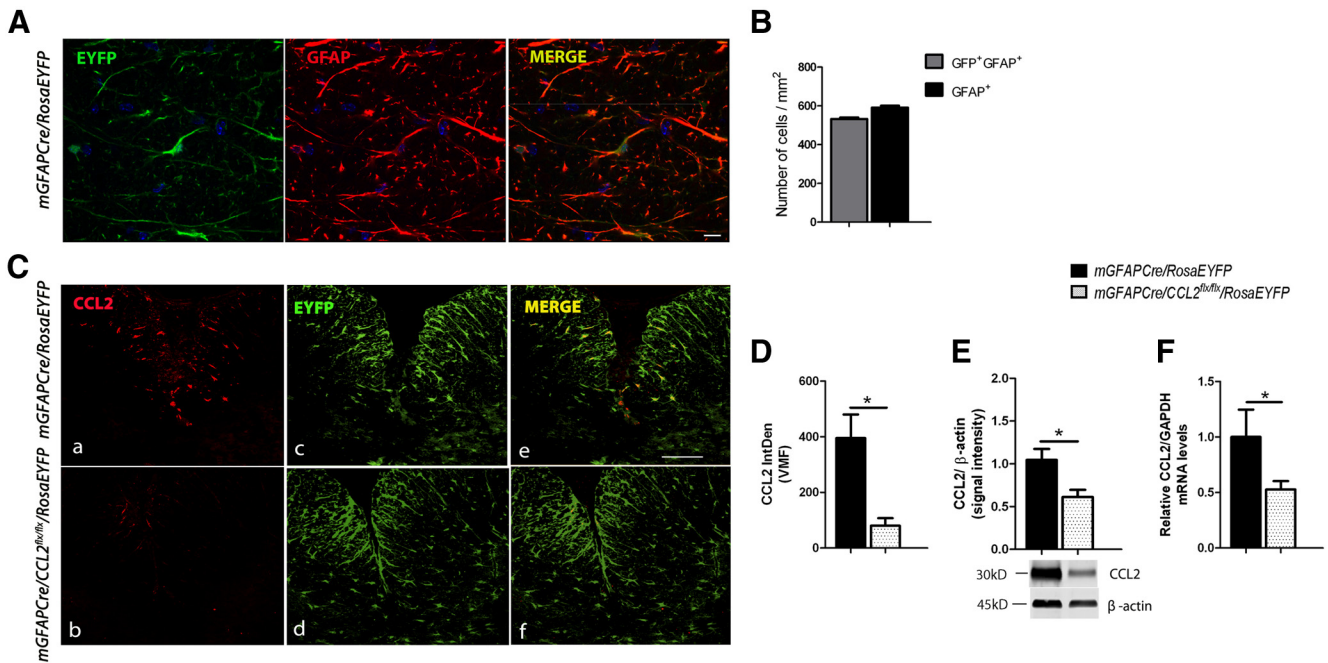 A
mGFAPCre/RosaEYFP
EYFP
GFAP
MERGE
B
Number of cells / mm²
800
600
400
200
0
GFP⁺GFAP⁺
GFAP⁺
C
mGFAPCre/RosaEYFP
mGFAPCre/CCL2flx/flx/RosaEYFP
CCL2
EYFP
MERGE
a
c
e
b
d
f
mGFAPCre/RosaEYFP
mGFAPCre/CCL2flx/flx/RosaEYFP
D
CCL2 IntDen
(VMF)
600
400
200
0
*
E
CCL2/ β-actin
(signal intensity)
2.0
1.5
1.0
0.5
0.0
*
30kD
CCL2
45kD
β-actin
F
Relative CCL2/GAPDH
mRNA levels
1.5
1.0
0.5
0.0
*